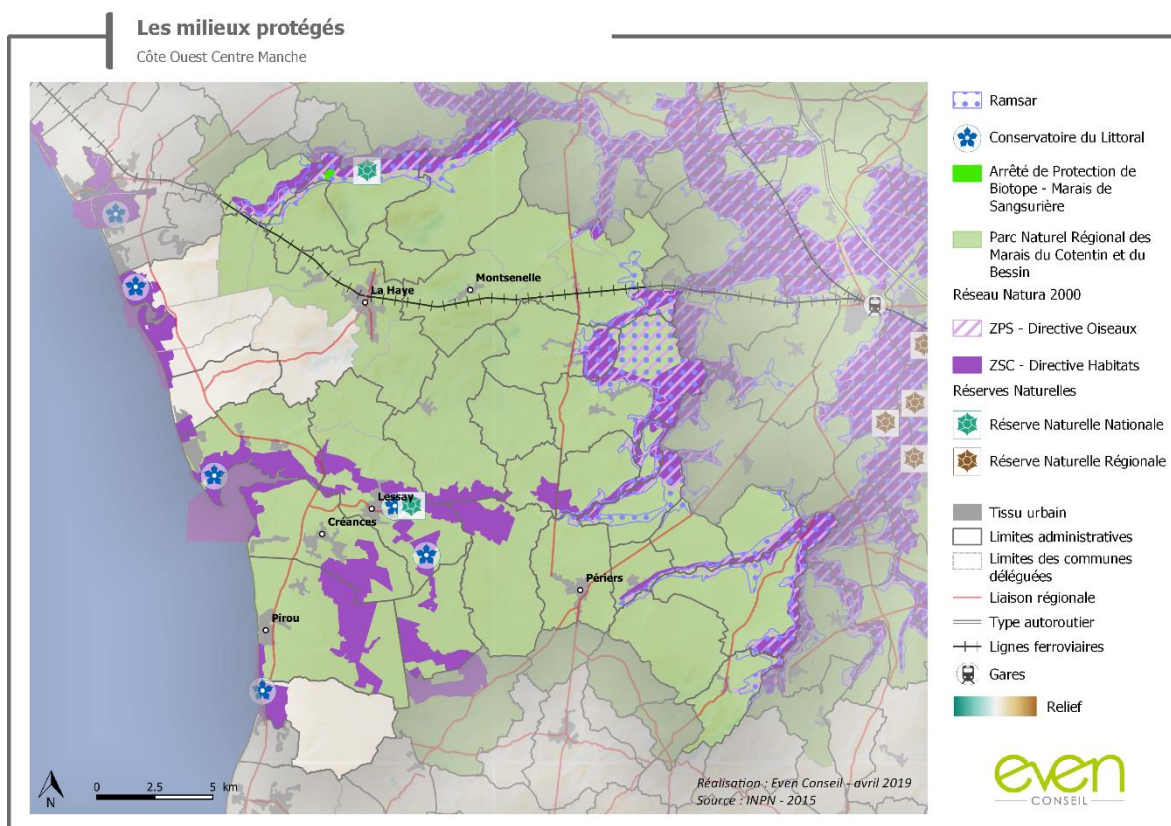 Les milieux protégés
Côte Ouest Centre Manche
La Haye
Montsenelle
Lessay
Créances
Périers
Pirou
N
0 2.5 5 km
Réalisation : Even Conseil - avril 2019
Source : INPN - 2015
Ramsar
Conservatoire du Littoral
Arrêté de Protection de
Biotope - Marais de
Sangsurière
Parc Naturel Régional des
Marais du Cotentin et du
Bessin
Réseau Natura 2000
ZPS - Directive Oiseaux
ZSC - Directive Habitats
Réserves Naturelles
Réserve Naturelle Nationale
Réserve Naturelle Régionale
Tissu urbain
Limites administratives
Limites des communes
déléguées
Liaison régionale
Type autoroutier
Lignes ferroviaires
Gares
Relief
even
CONSEIL